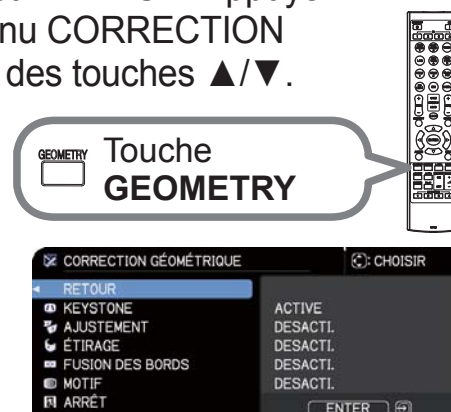 nu CORRECTION
des touches ▲/▼.
GEOMETRY
Touche
GEOMETRY
CORRECTION GÉOMÉTRIQUE : CHOISIR
RETOUR
KEYSTONE ACTIVE
AJUSTEMENT DESACTI.
ÉTIRAGE DESACTI.
FUSION DES BORDS DESACTI.
MOTIF DESACTI.
ARRÊT
ENTER